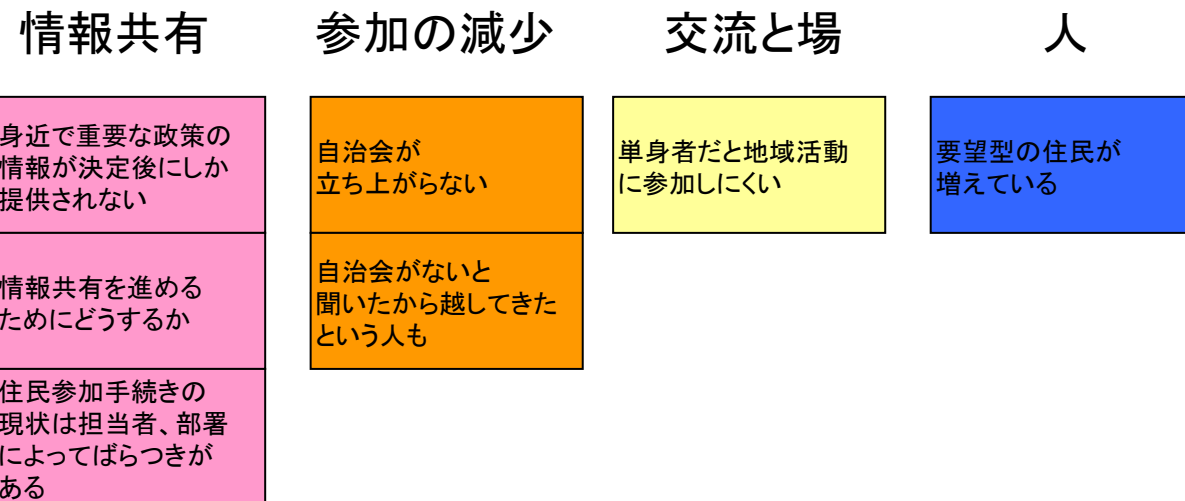 情報共有
参加の減少
交流と場
人
身近で重要な政策の
情報が決定後にしか
提供されない
情報共有を進める
ためにどうするか
住民参加手続きの
現状は担当者、部署
によってばらつきが
ある
自治会が
立ち上がらない
自治会がないと
聞いたから越してきた
という人も
単身者だと地域活動
に参加しにくい
要望型の住民が
増えている